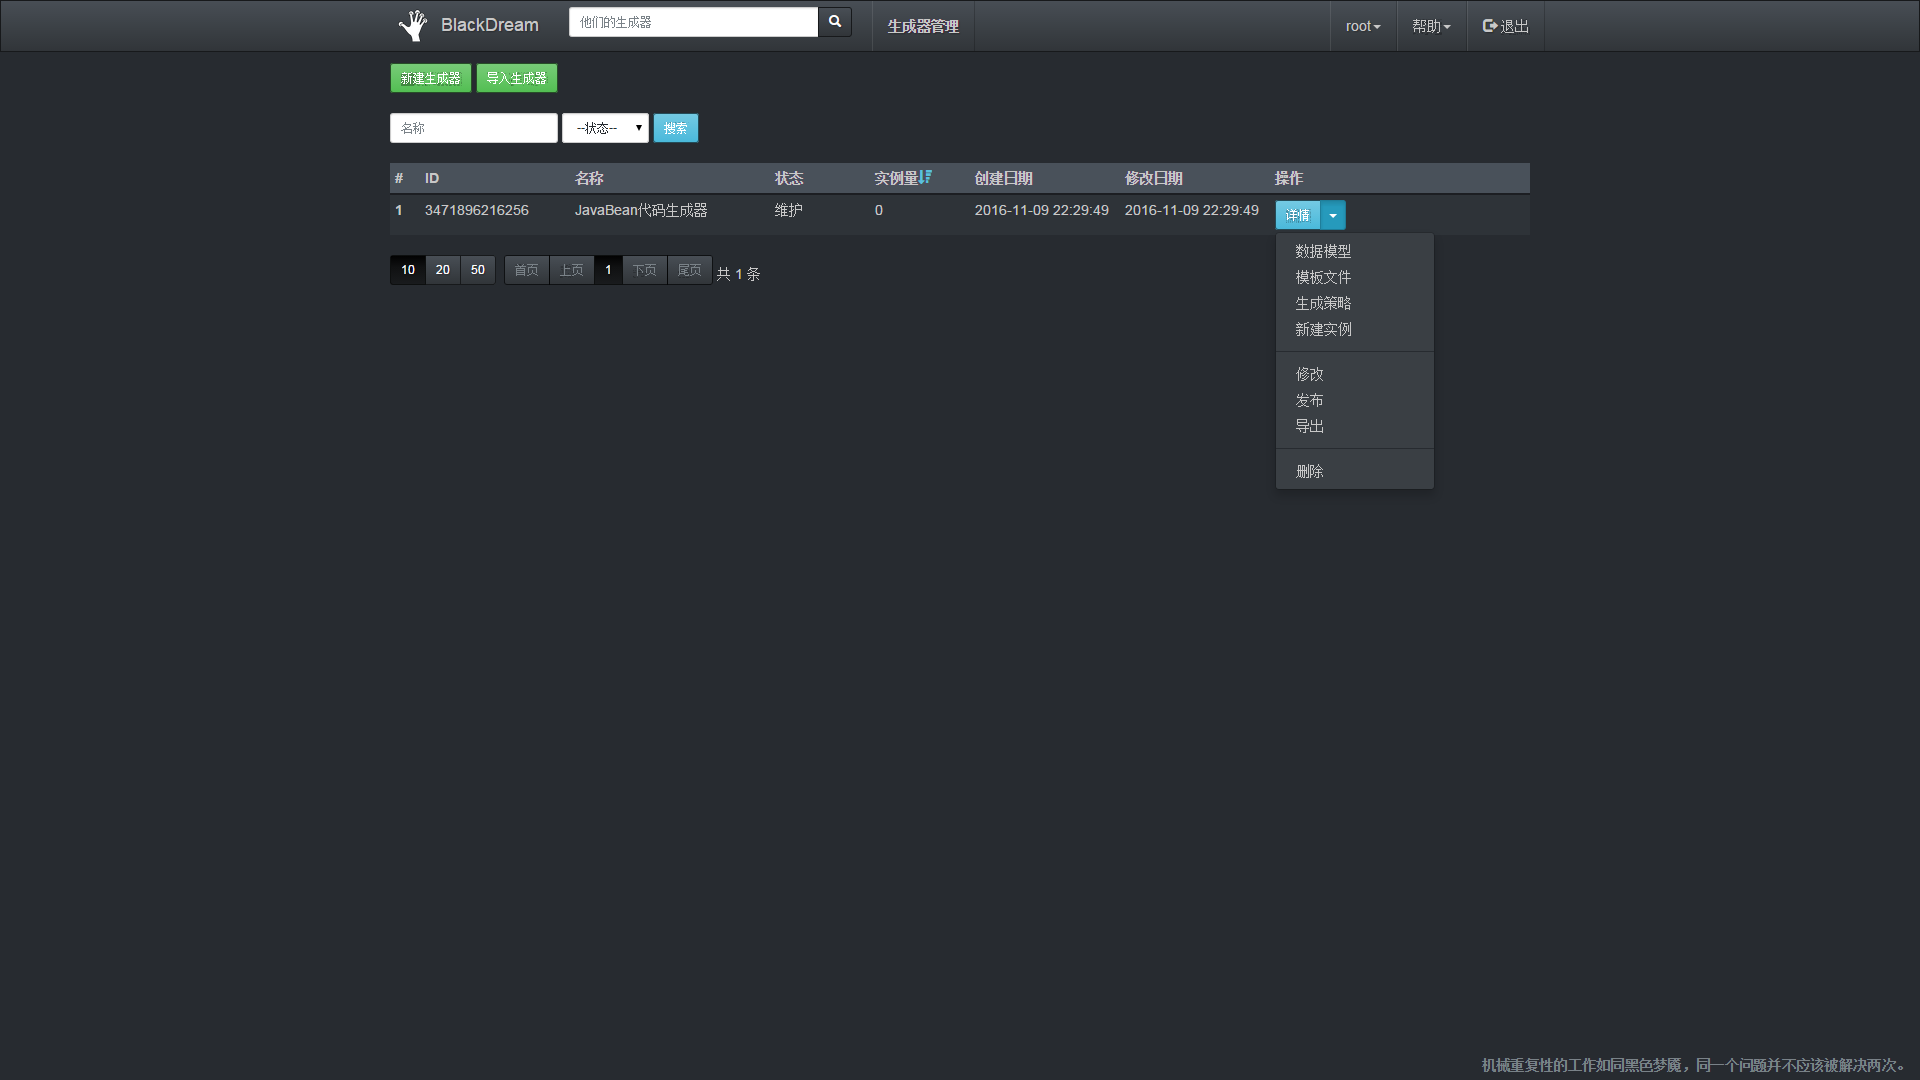 BlackDream 他们的生成器 生成器管理 root 帮助 退出
新建生成器 导入生成器
名称 --状态-- 搜索
# ID 名称 状态 实例量 创建日期 修改日期 操作
1 3471896216256 JavaBean代码生成器 维护 0 2016-11-09 22:29:49 2016-11-09 22:29:49 详情
数据模型
模板文件
生成策略
新建实例
修改
发布
导出
删除
10 20 50 首页 上页 1 下页 尾页 共 1 条
机械重复性的工作如同黑色梦魇，同一个问题并不应该被解决两次。